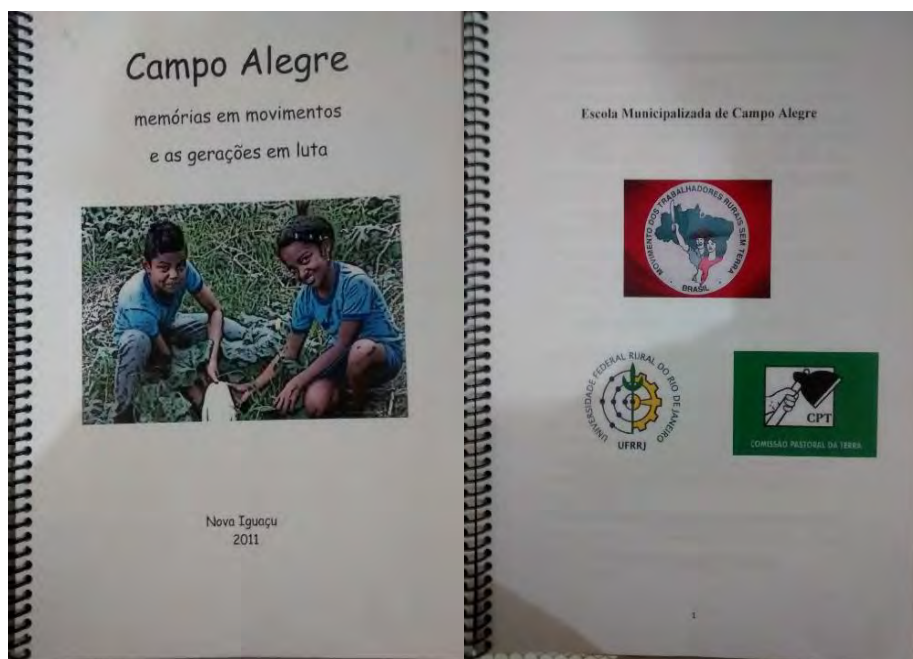 Campo Alegre
memórias em movimentos
e as gerações em luta
Nova Iguaçu
2011
Escola Municipalizada de Campo Alegre
MOVIMENTO DOS TRABALHADORES RURAIS SEM TERRA
BRASIL
UNIVERSIDADE FEDERAL RURAL DO RIO DE JANEIRO
UFRRJ
CPT
COMISSÃO PASTORAL DA TERRA
1